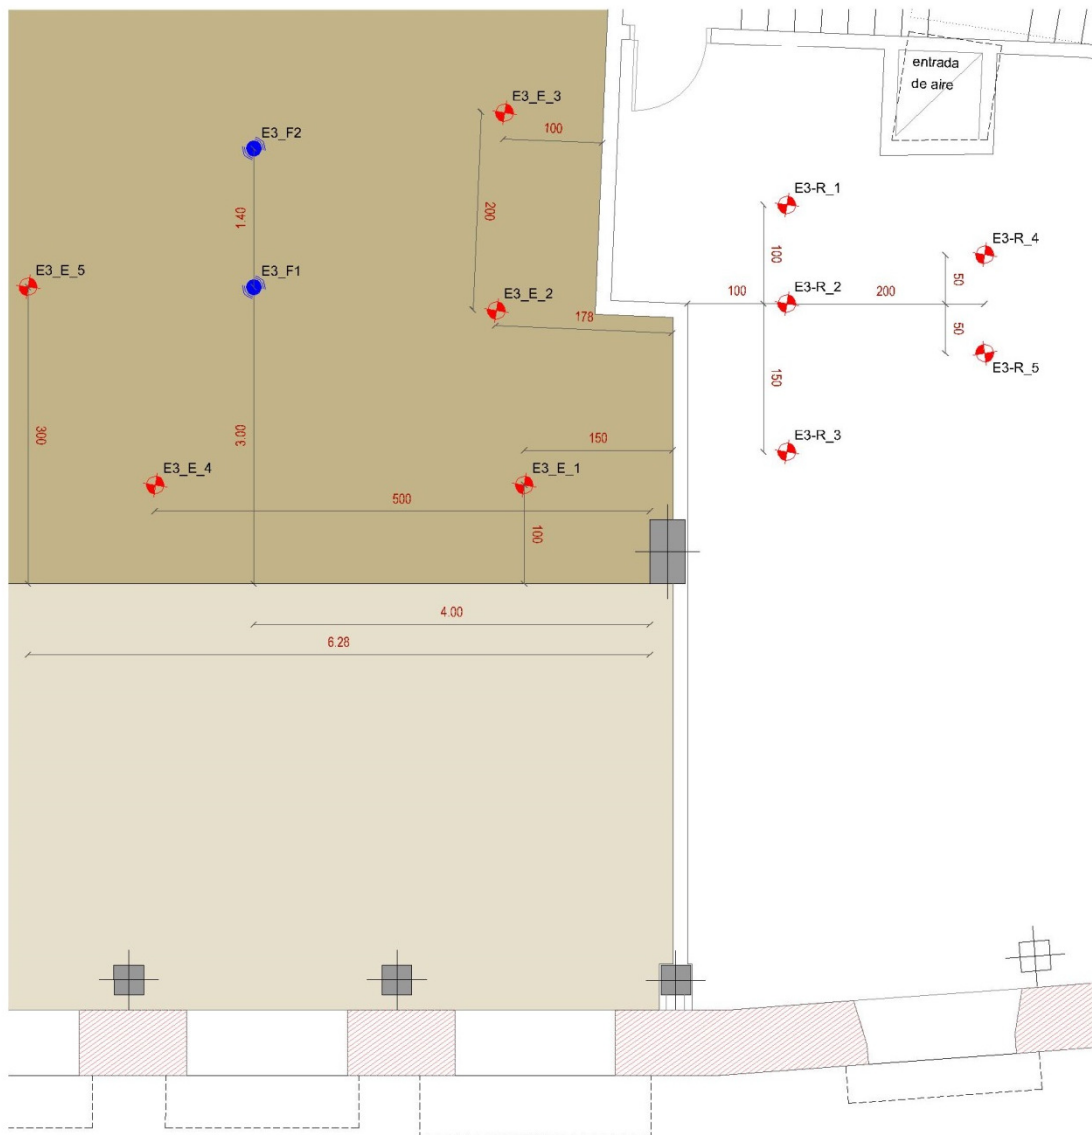 entrada
de aire
E3_E_3
100
E3_F2
E3-R_1
1.40
200
100
E3-R_4
50
E3_E_5
E3_F1
E3_E_2
100
E3-R_2
200
178
50
E3-R_5
150
300
3.00
150
E3-R_3
E3_E_4
E3_E_1
500
100
4.00
6.28